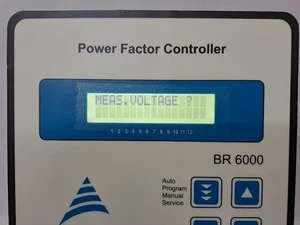 Power Factor Controller
MEAS.VOLTAGE ?
1 2 3 4 5 6 7 8 9 10 11 12
BR 6000
Auto
Program
Manual
Service